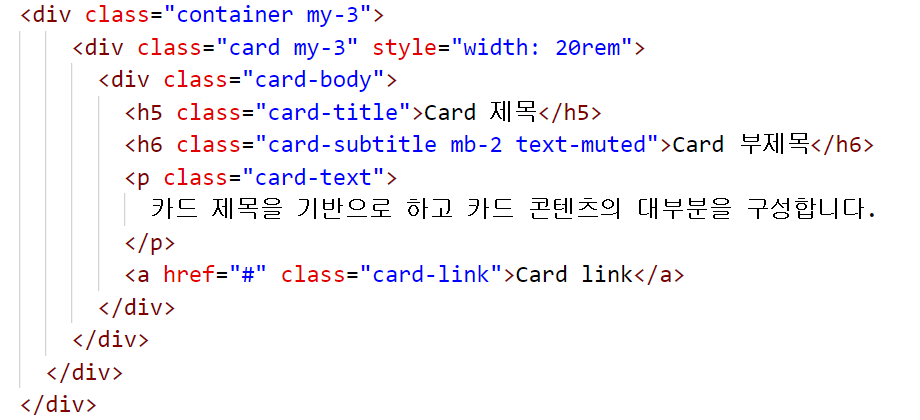 <div class="container my-3">
<div class="card my-3" style="width: 20rem">
<div class="card-body">
<h5 class="card-title">Card 제목</h5>
<h6 class="card-subtitle mb-2 text-muted">Card 부제목</h6>
<p class="card-text">
카드 제목을 기반으로 하고 카드 콘텐츠의 대부분을 구성합니다.
</p>
<a href="#" class="card-link">Card link</a>
</div>
</div>
</div>
</div>